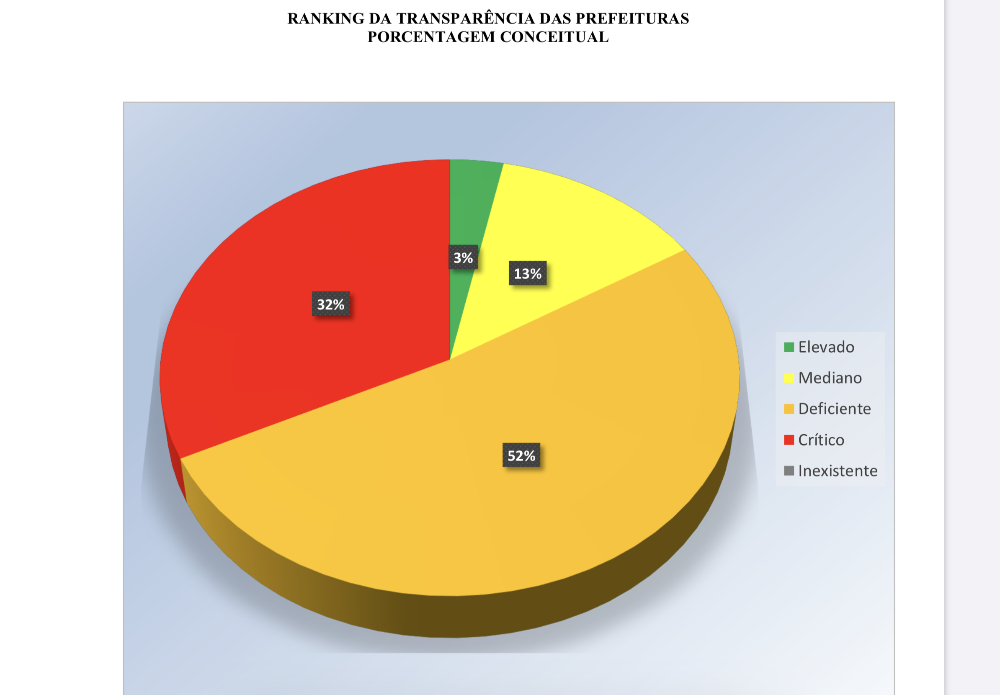 RANKING DA TRANSPARÊNCIA DAS PREFEITURAS
PORCENTAGEM CONCEITUAL
3%
13%
32%
52%
Elevado
Mediano
Deficiente
Crítico
Inexistente